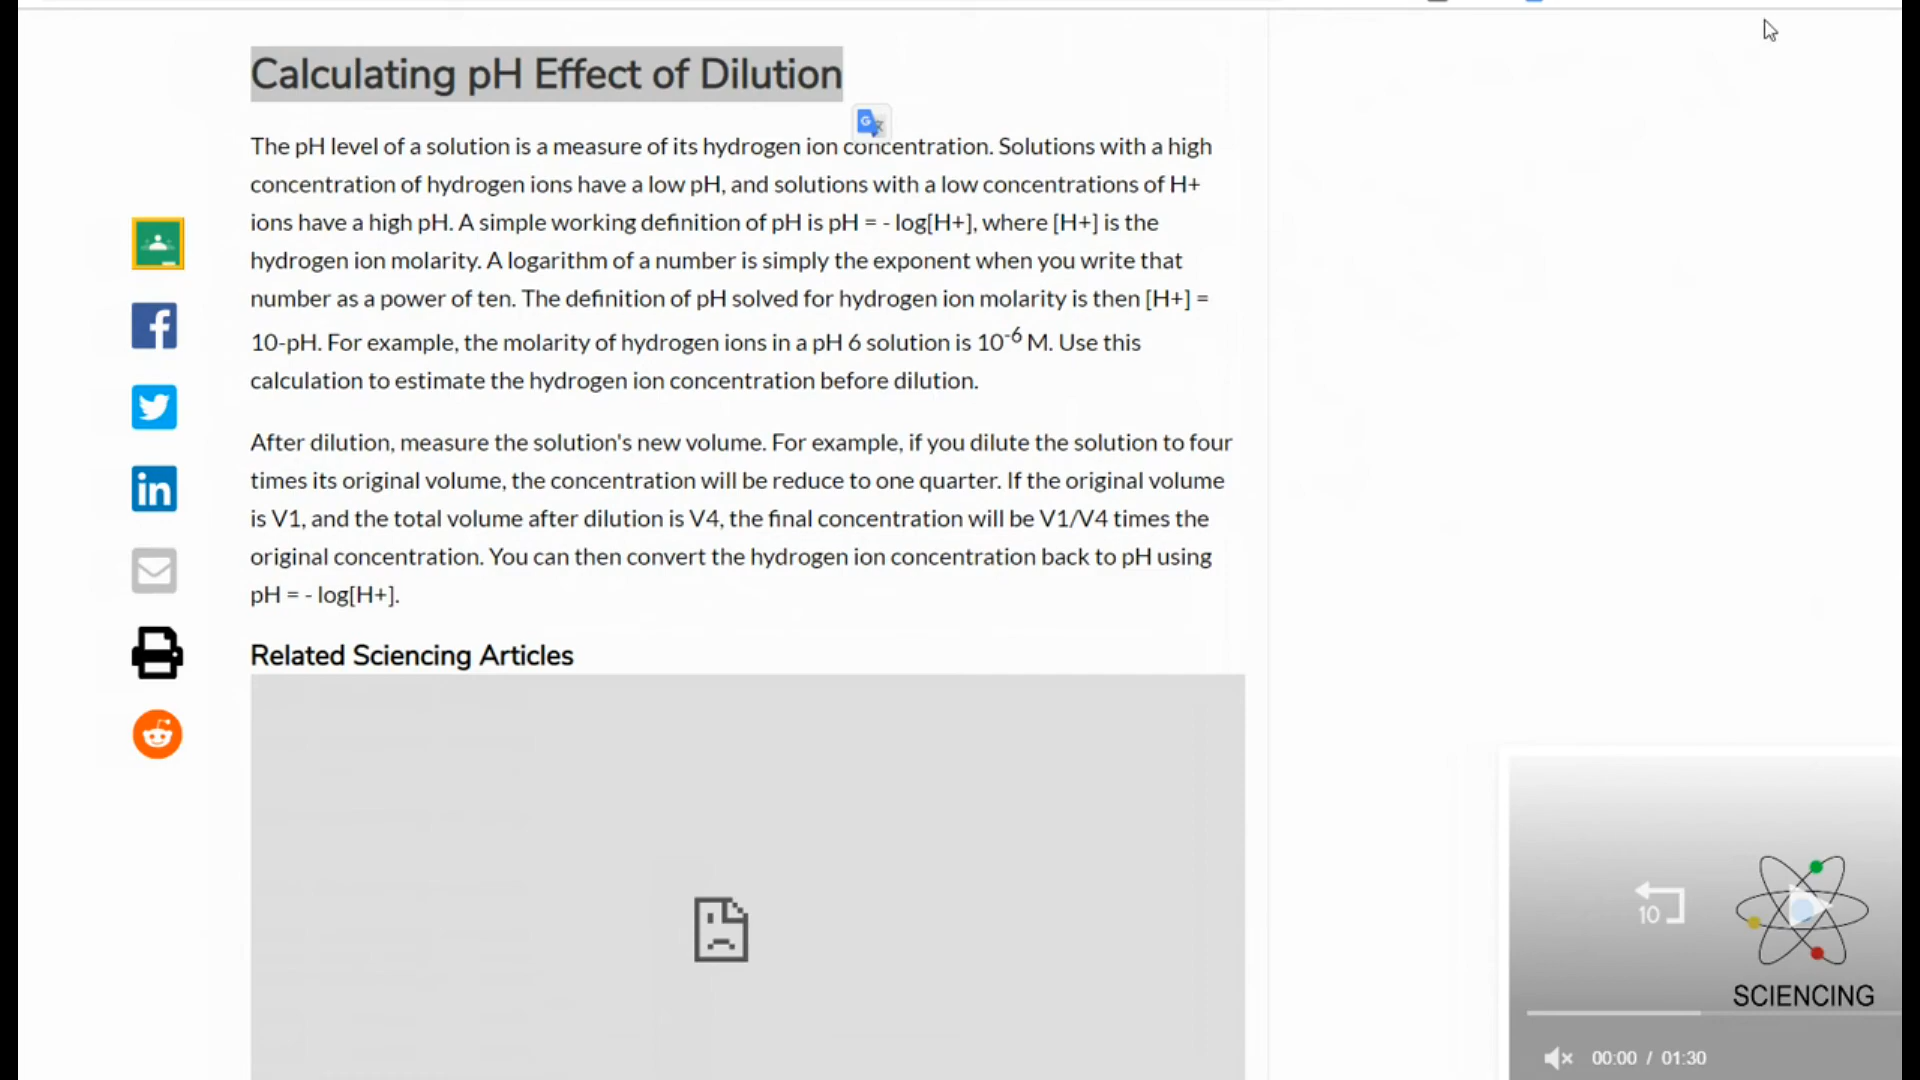 Calculating pH Effect of Dilution
The pH level of a solution is a measure of its hydrogen ion concentration. Solutions with a high
concentration of hydrogen ions have a low pH, and solutions with a low concentrations of H+
ions have a high pH. A simple working definition of pH is pH = - log[H+], where [H+] is the
hydrogen ion molarity. A logarithm of a number is simply the exponent when you write that
number as a power of ten. The definition of pH solved for hydrogen ion molarity is then [H+] =
10-pH. For example, the molarity of hydrogen ions in a pH 6 solution is 10⁻⁶ M. Use this
calculation to estimate the hydrogen ion concentration before dilution.
After dilution, measure the solution's new volume. For example, if you dilute the solution to four
times its original volume, the concentration will be reduce to one quarter. If the original volume
is V1, and the total volume after dilution is V4, the final concentration will be V1/V4 times the
original concentration. You can then convert the hydrogen ion concentration back to pH using
pH = - log[H+].
Related Sciencing Articles
10
SCIENCING
00:00 / 01:30